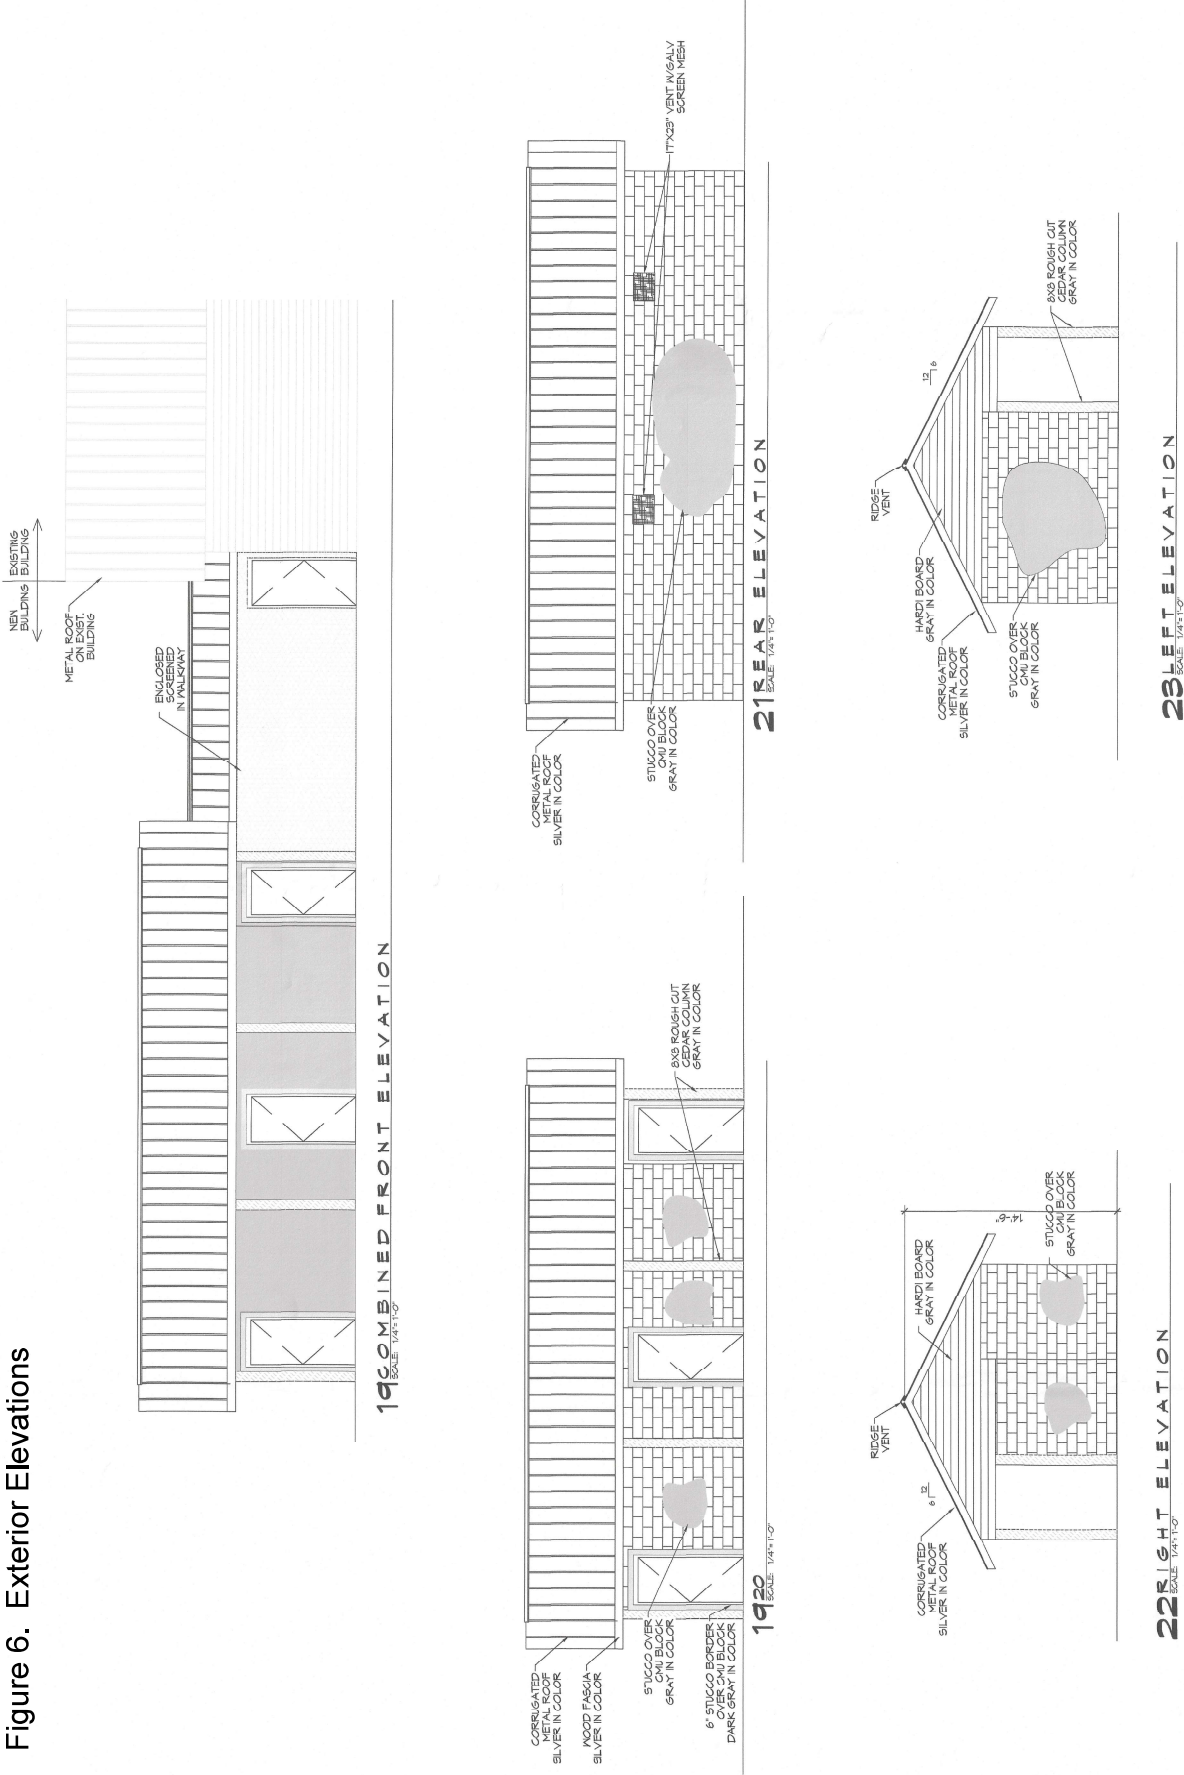 Figure 6.  Exterior Elevations
NEW
BUILDING
EXISTING
BUILDING
METAL ROOF
ON EXIST.
BUILDING
ENCLOSED
SCREENED
IN WALKWAY
19COMBINED FRONT ELEVATION
SCALE: 1/4"= 1'-0"
CORRUGATED
METAL ROOF
SILVER IN COLOR
WOOD FASCIA
SILVER IN COLOR
STUCCO OVER
CMU BLOCK
GRAY IN COLOR
6" STUCCO BORDER
OVER CMU BLOCK
DARK GRAY IN COLOR
8X8 ROUGH CUT
CEDAR COLUMN
GRAY IN COLOR
1920
SCALE: 1/4"= 1'-0"
CORRUGATED
METAL ROOF
SILVER IN COLOR
STUCCO OVER
CMU BLOCK
GRAY IN COLOR
17"X23" VENT W/GALV
SCREEN MESH
21REAR ELEVATION
SCALE: 1/4"= 1'-0"
CORRUGATED
METAL ROOF
SILVER IN COLOR
12
6
RIDGE
VENT
HARDI BOARD
GRAY IN COLOR
14'-6"
STUCCO OVER
CMU BLOCK
GRAY IN COLOR
22RIGHT ELEVATION
SCALE: 1/4"= 1'-0"
CORRUGATED
METAL ROOF
SILVER IN COLOR
HARDI BOARD
GRAY IN COLOR
STUCCO OVER
CMU BLOCK
GRAY IN COLOR
RIDGE
VENT
12
6
8X8 ROUGH CUT
CEDAR COLUMN
GRAY IN COLOR
23LEFT ELEVATION
SCALE: 1/4"= 1'-0"